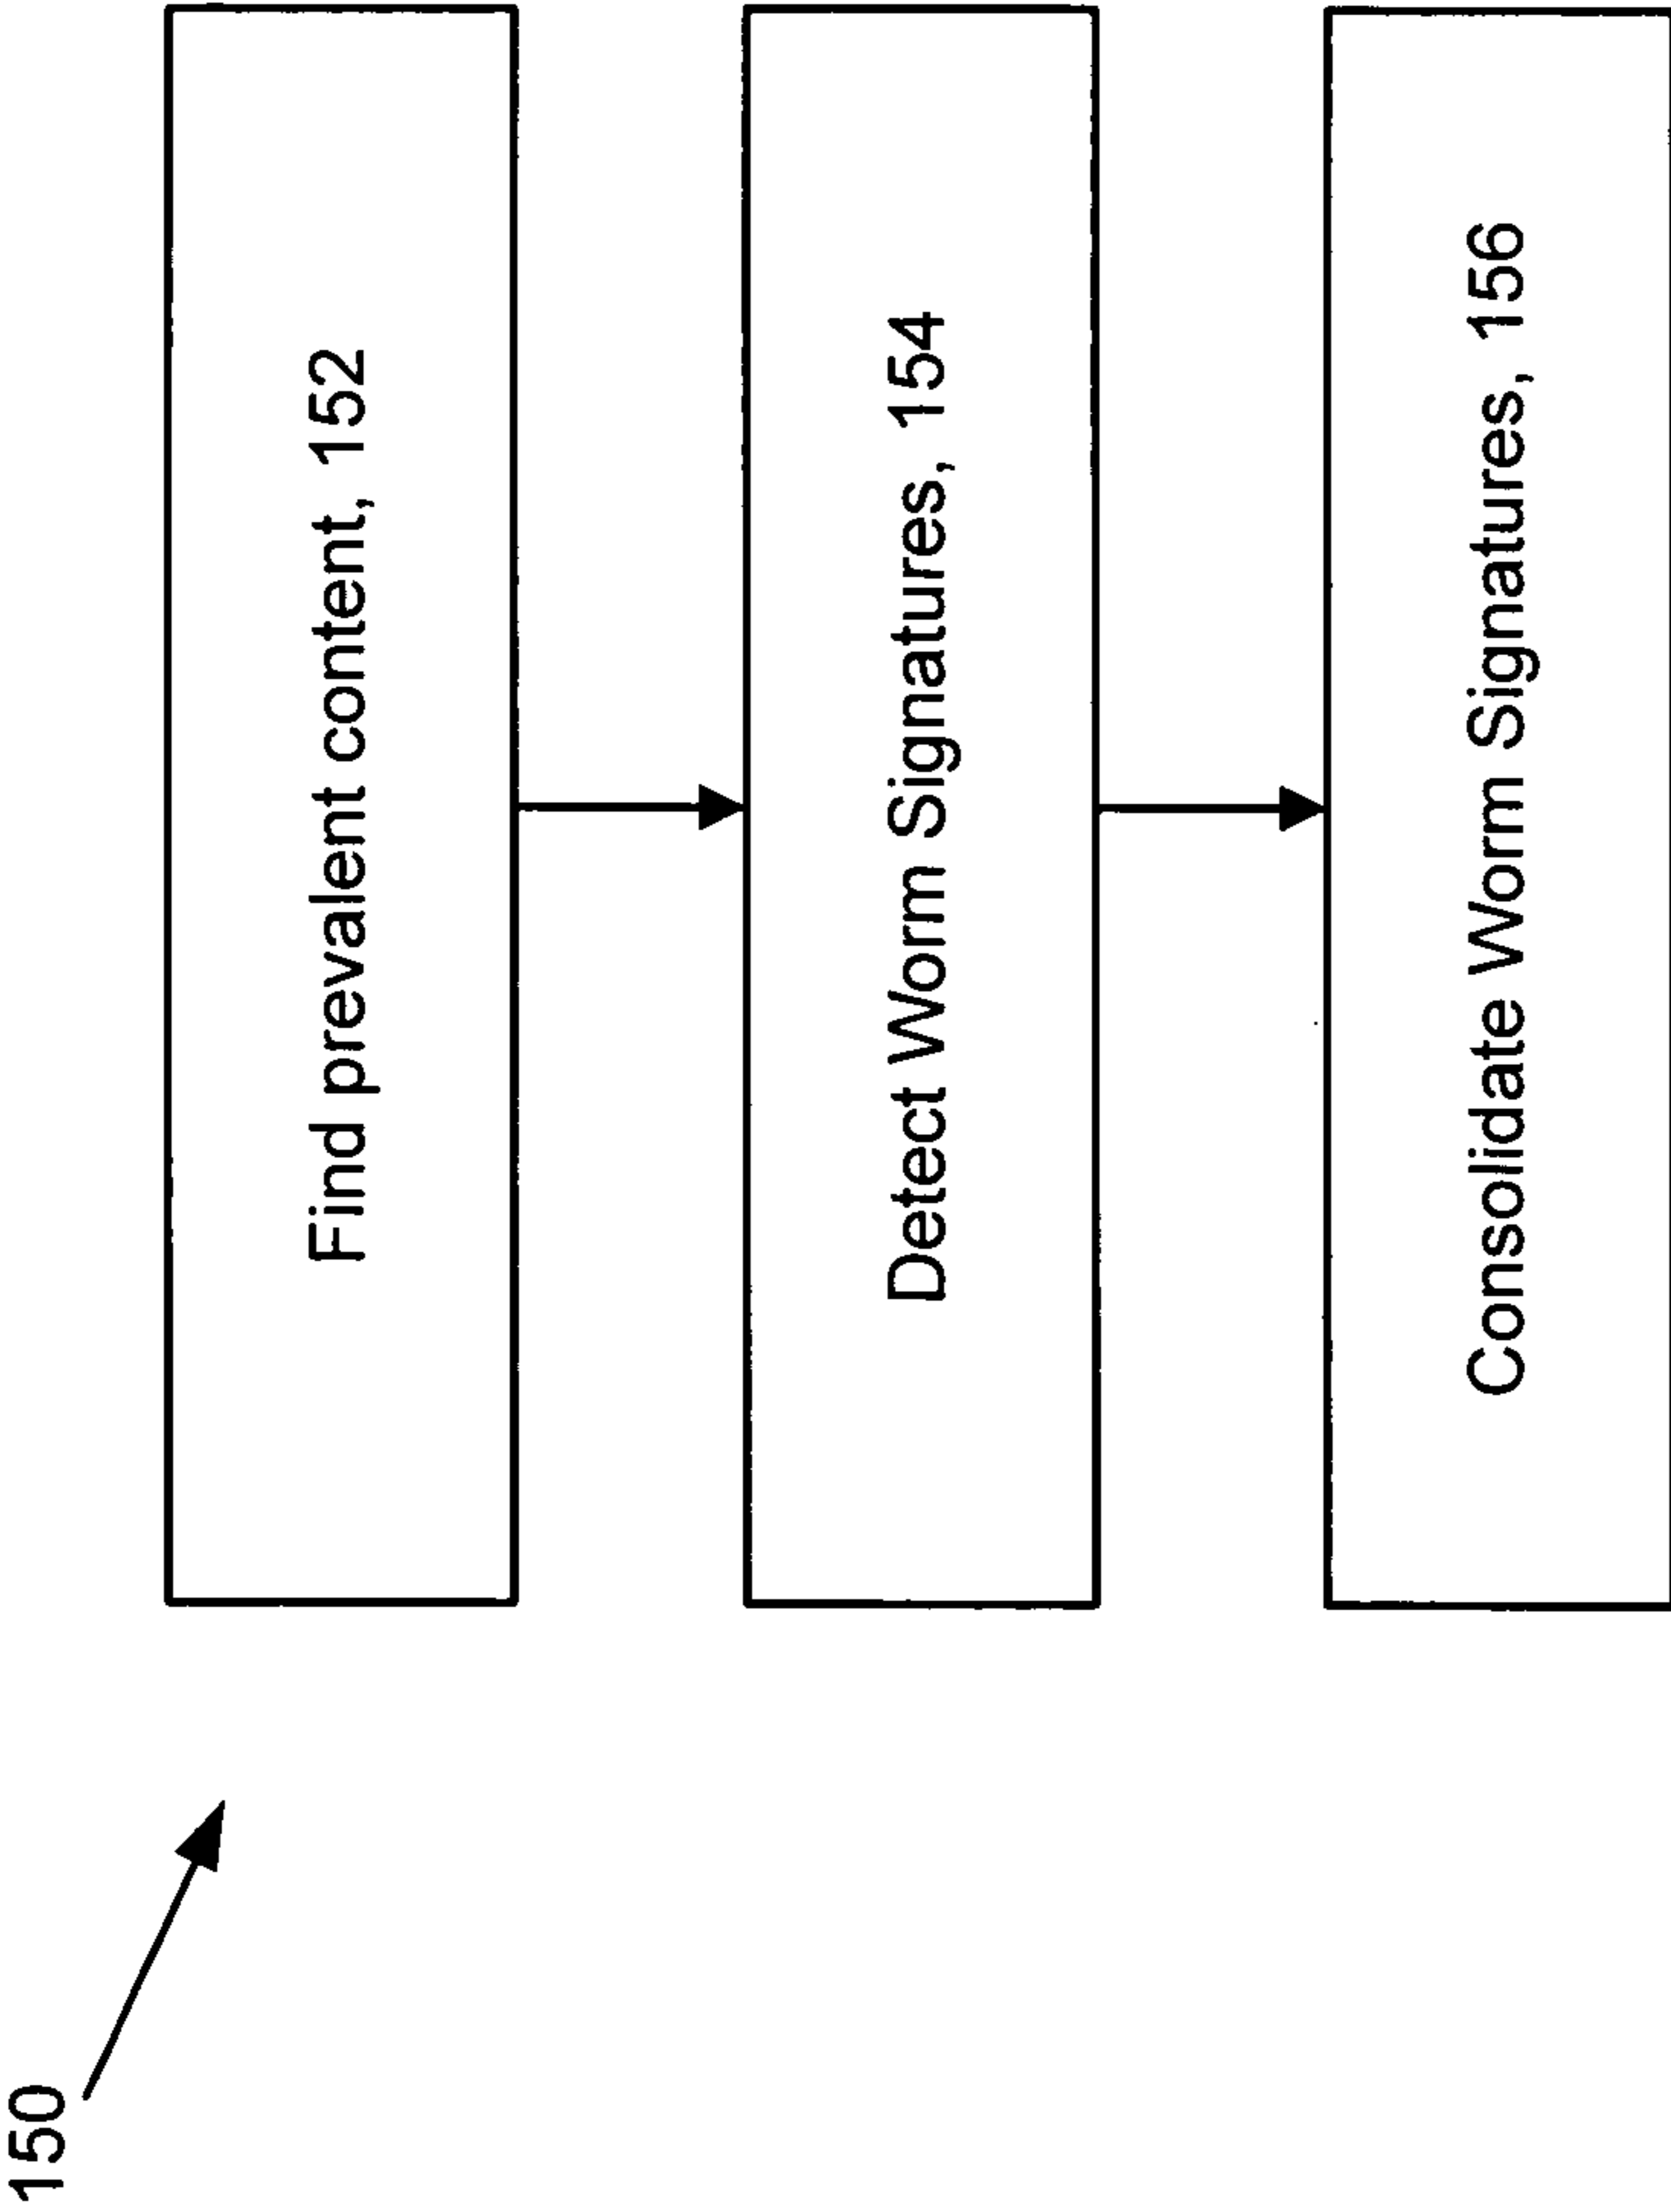 150
Find prevalent content, 152
Detect Worm Signatures, 154
Consolidate Worm Signatures, 156